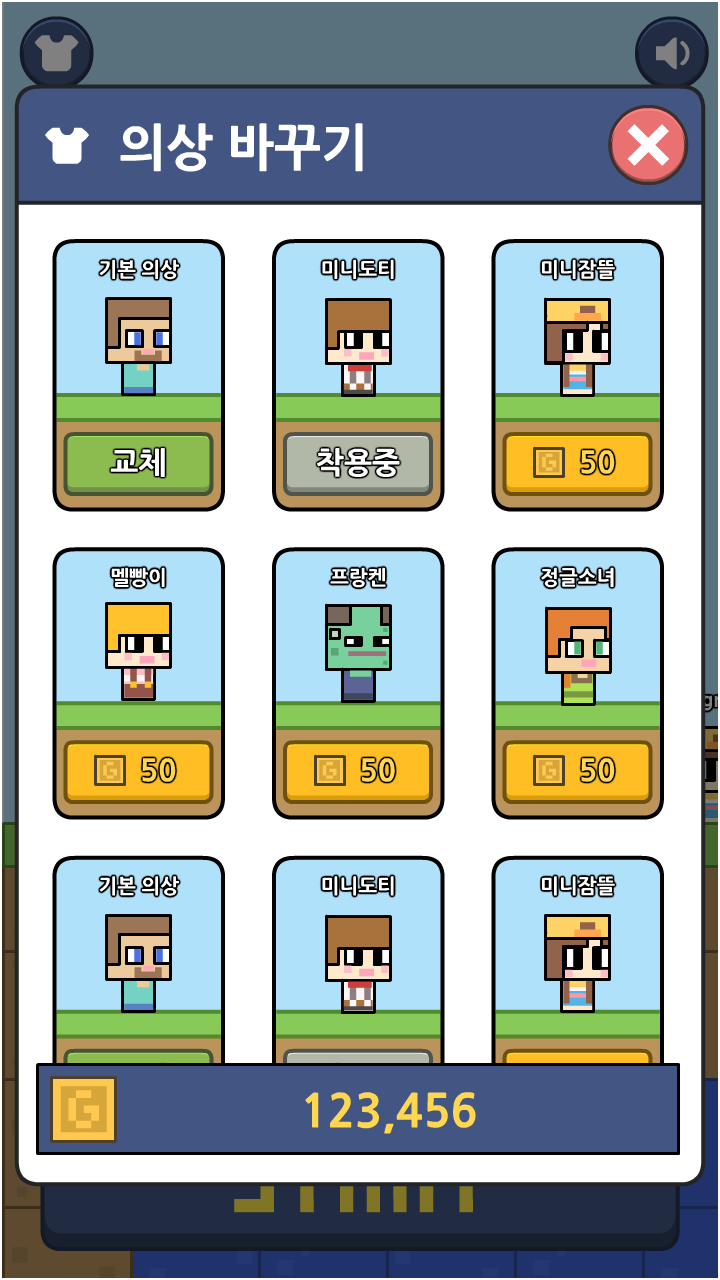 의상 바꾸기
기본 의상
미니도티
미니잠뜰
교체
착용중
G 50
멜빵이
프랑켄
정글소녀
G 50
G 50
G 50
기본 의상
미니도티
미니잠뜰
G 123,456